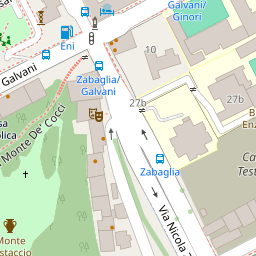 Galvani/
Ginori
Eni
10
Galvani
Zabaglia/
Galvani
27b
27b
Monte De' Cocci
Zabaglia
Via Nicola
Monte